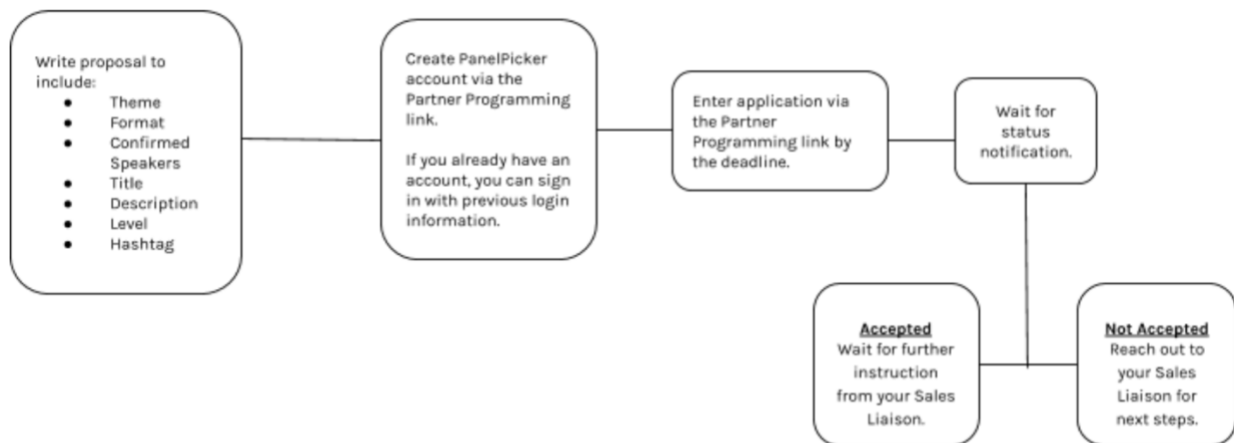 Write proposal to
include:
● Theme
● Format
● Confirmed
Speakers
● Title
● Description
● Level
● Hashtag
Create PanelPicker
account via the
Partner Programming
link.
If you already have an
account, you can sign
in with previous login
information.
Enter application via
the Partner
Programming link by
the deadline.
Wait for
status
notification.
Accepted
Wait for further
instruction
from your Sales
Liaison.
Not Accepted
Reach out to
your Sales
Liaison for
next steps.